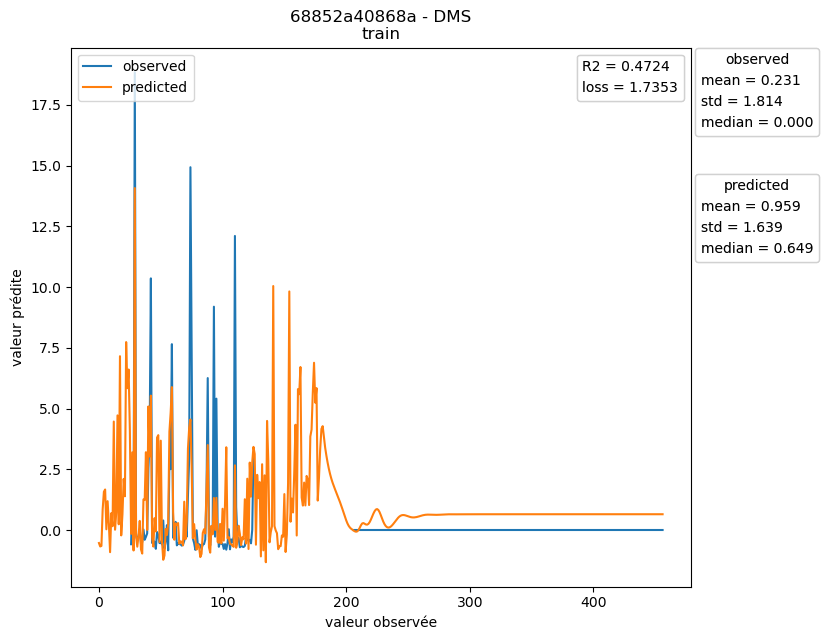 68852a40868a - DMS
train
observed
predicted
R2 = 0.4724
loss = 1.7353
observed
mean = 0.231
std = 1.814
median = 0.000
predicted
mean = 0.959
std = 1.639
median = 0.649
valeur prédite
17.5
15.0
12.5
10.0
7.5
5.0
2.5
0.0
0
100
200
300
400
valeur observée